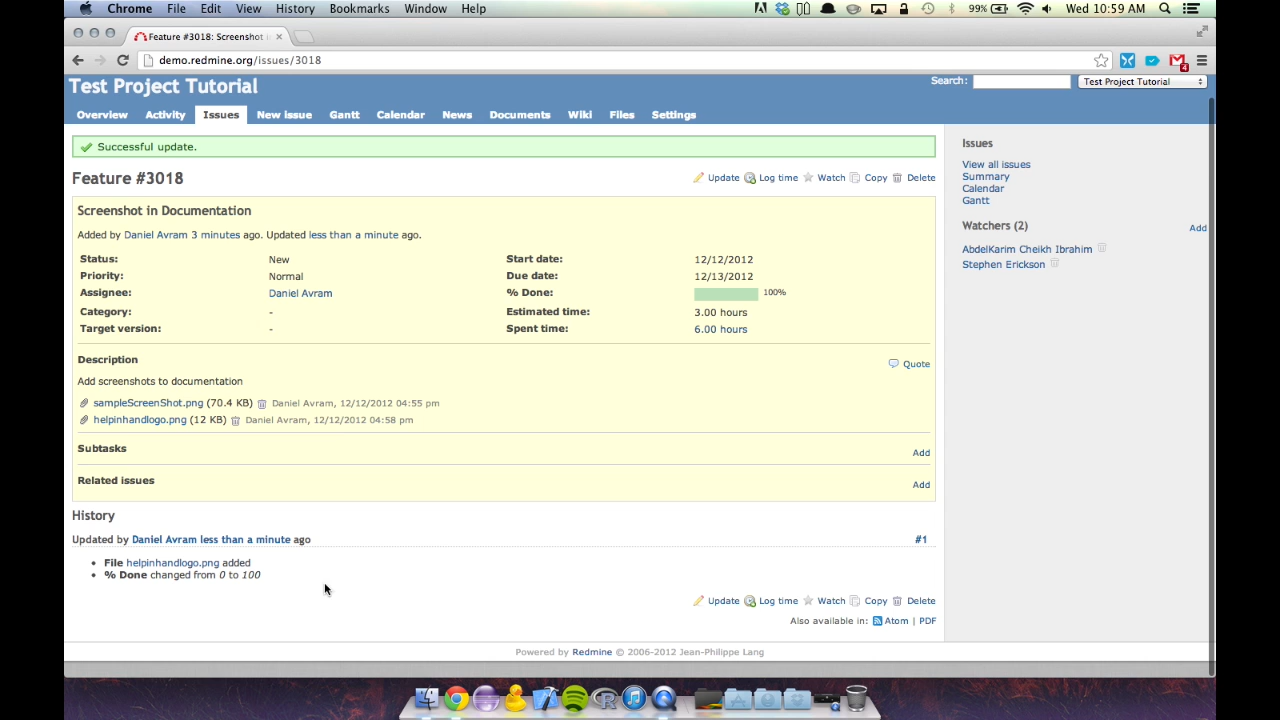 Chrome File Edit View History Bookmarks Window Help 99% Wed 10:59 AM
Feature #3018: Screenshot i
demo.redmine.org/issues/3018
4
Test Project Tutorial
Search: Test Project Tutorial
Overview Activity Issues New issue Gantt Calendar News Documents Wiki Files Settings
Successful update.
Feature #3018
Update Log time Watch Copy Delete
Screenshot in Documentation
Added by Daniel Avram 3 minutes ago. Updated less than a minute ago.
Status: New Start date: 12/12/2012
Priority: Normal Due date: 12/13/2012
Assignee: Daniel Avram % Done: 100%
Category: - Estimated time: 3.00 hours
Target version: - Spent time: 6.00 hours
Description
Quote
Add screenshots to documentation
sampleScreenShot.png (70.4 KB) Daniel Avram, 12/12/2012 04:55 pm
helpinhandlogo.png (12 KB) Daniel Avram, 12/12/2012 04:58 pm
Subtasks
Add
Related issues
Add
History
Updated by Daniel Avram less than a minute ago #1
File helpinhandlogo.png added
% Done changed from 0 to 100
Update Log time Watch Copy Delete
Also available in: Atom | PDF
Powered by Redmine © 2006-2012 Jean-Philippe Lang
Issues
View all issues
Summary
Calendar
Gantt
Watchers (2) Add
AbdelKarim Cheikh Ibrahim
Stephen Erickson